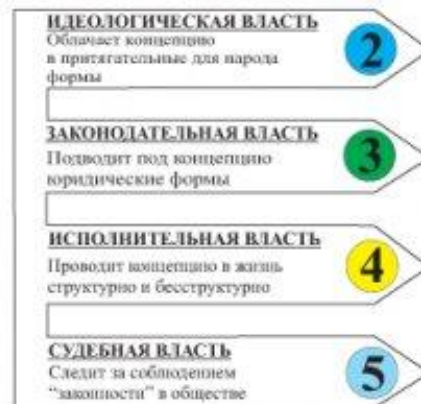 ИДЕОЛОГИЧЕСКАЯ ВЛАСТЬ
Облачает концепцию
в притягательные для народа
формы
2
ЗАКОНОДАТЕЛЬНАЯ ВЛАСТЬ
Подводит под концепцию
юридические формы
3
ИСПОЛНИТЕЛЬНАЯ ВЛАСТЬ
Проводит концепцию в жизнь
структурно и бесструктурно
4
СУДЕБНАЯ ВЛАСТЬ
Следит за соблюдением
“законности” в обществе
5